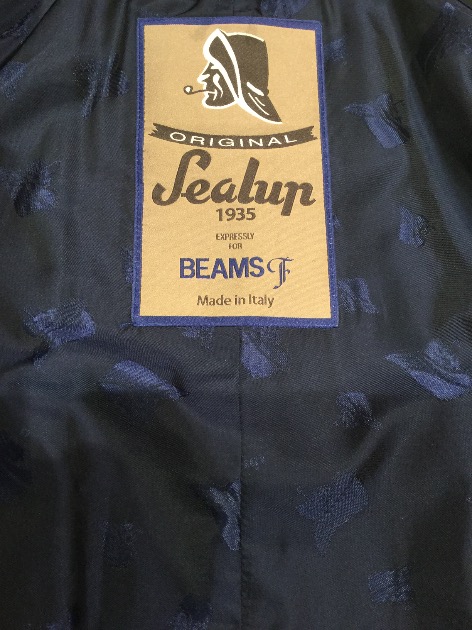 ORIGINAL
Sealup
1935
EXPRESSLY
FOR
BEAMS F
Made in Italy